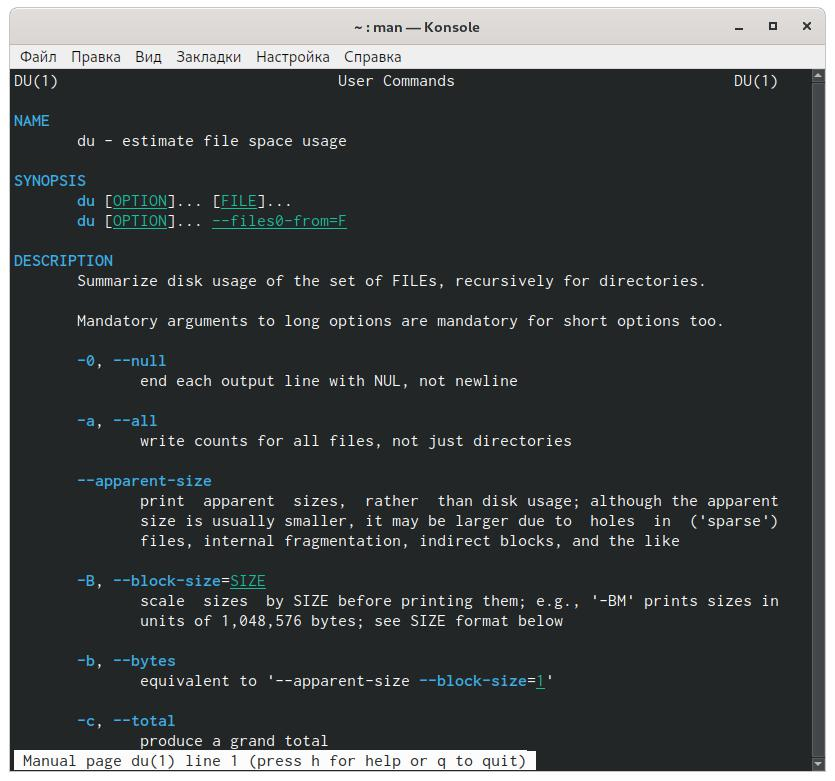 ~ : man — Konsole
Файл Правка Вид Закладки Настройка Справка
DU(1) User Commands DU(1)
NAME
du - estimate file space usage
SYNOPSIS
du [OPTION]... [FILE]...
du [OPTION]... --files0-from=F
DESCRIPTION
Summarize disk usage of the set of FILEs, recursively for directories.
Mandatory arguments to long options are mandatory for short options too.
-0, --null
end each output line with NUL, not newline
-a, --all
write counts for all files, not just directories
--apparent-size
print apparent sizes, rather than disk usage; although the apparent
size is usually smaller, it may be larger due to holes in ('sparse')
files, internal fragmentation, indirect blocks, and the like
-B, --block-size=SIZE
scale sizes by SIZE before printing them; e.g., '-BM' prints sizes in
units of 1,048,576 bytes; see SIZE format below
-b, --bytes
equivalent to '--apparent-size --block-size=1'
-c, --total
produce a grand total
Manual page du(1) line 1 (press h for help or q to quit)